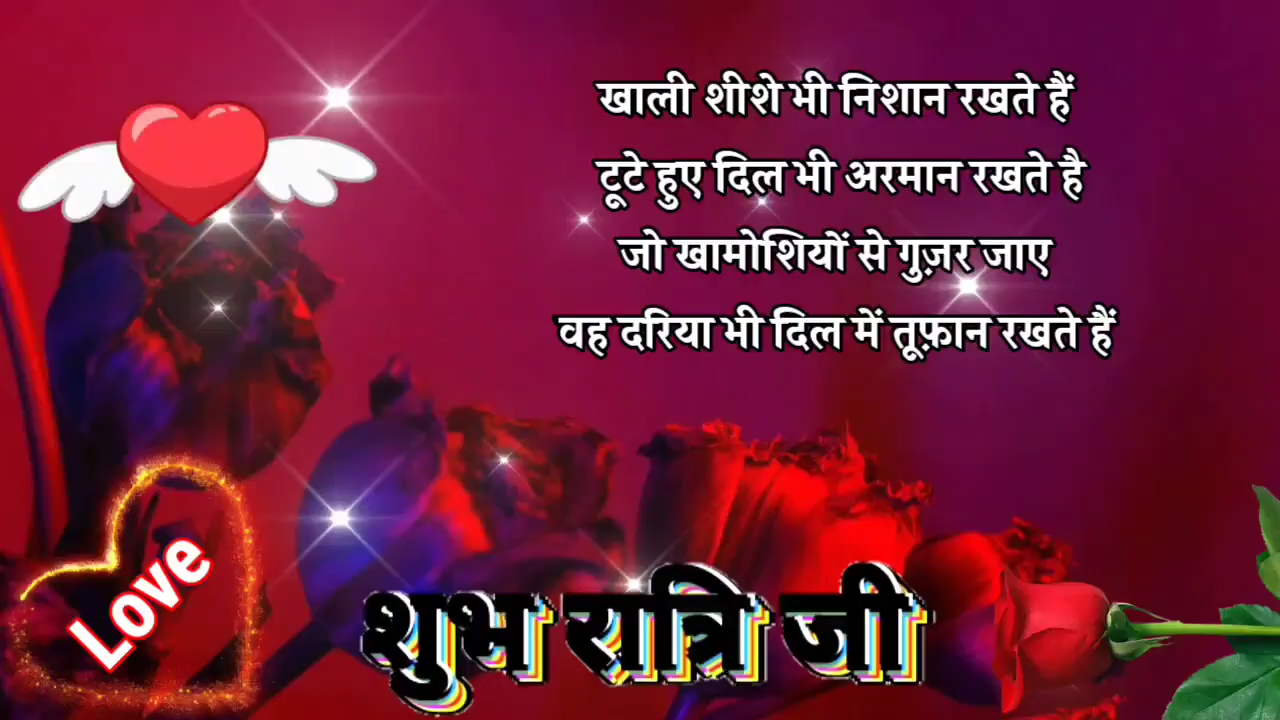 खाली शीशे भी निशान रखते हैं
टूटे हुए दिल भी अरमान रखते है
जो खामोशियों से गुज़र जाए
वह दरिया भी दिल में तूफ़ान रखते हैं
Love
शुभ रात्रि जी